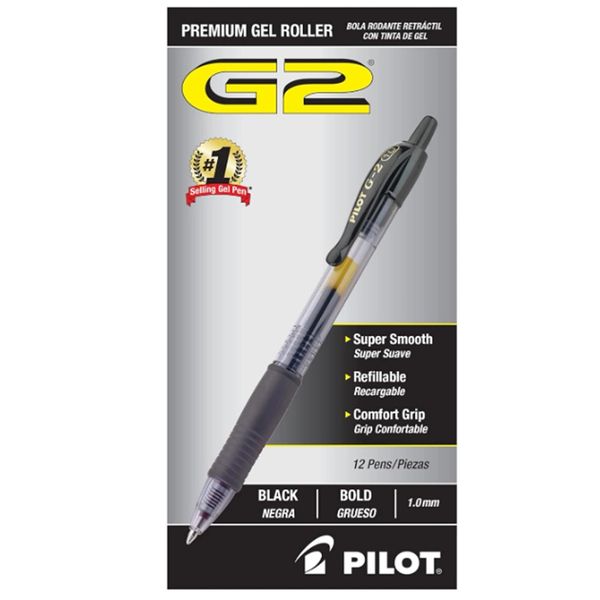 PREMIUM GEL ROLLER
BOLA RODANTE RETRÁCTIL
CON TINTA DE GEL
G2®
#1
Selling Gel Pen*
PILOT G-2 10
Super Smooth
Super Suave
Refillable
Recargable
Comfort Grip
Grip Confortable
12 Pens/Piezas
BLACK
NEGRA
BOLD
GRUESO
1.0mm
PILOT®